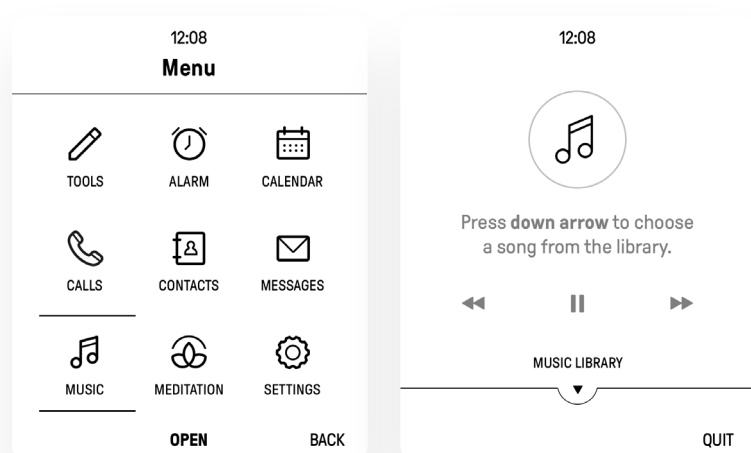 12:08
Menu
TOOLS
ALARM
CALENDAR
CALLS
CONTACTS
MESSAGES
MUSIC
MEDITATION
SETTINGS
OPEN
BACK
12:08
Press down arrow to choose
a song from the library.
MUSIC LIBRARY
QUIT